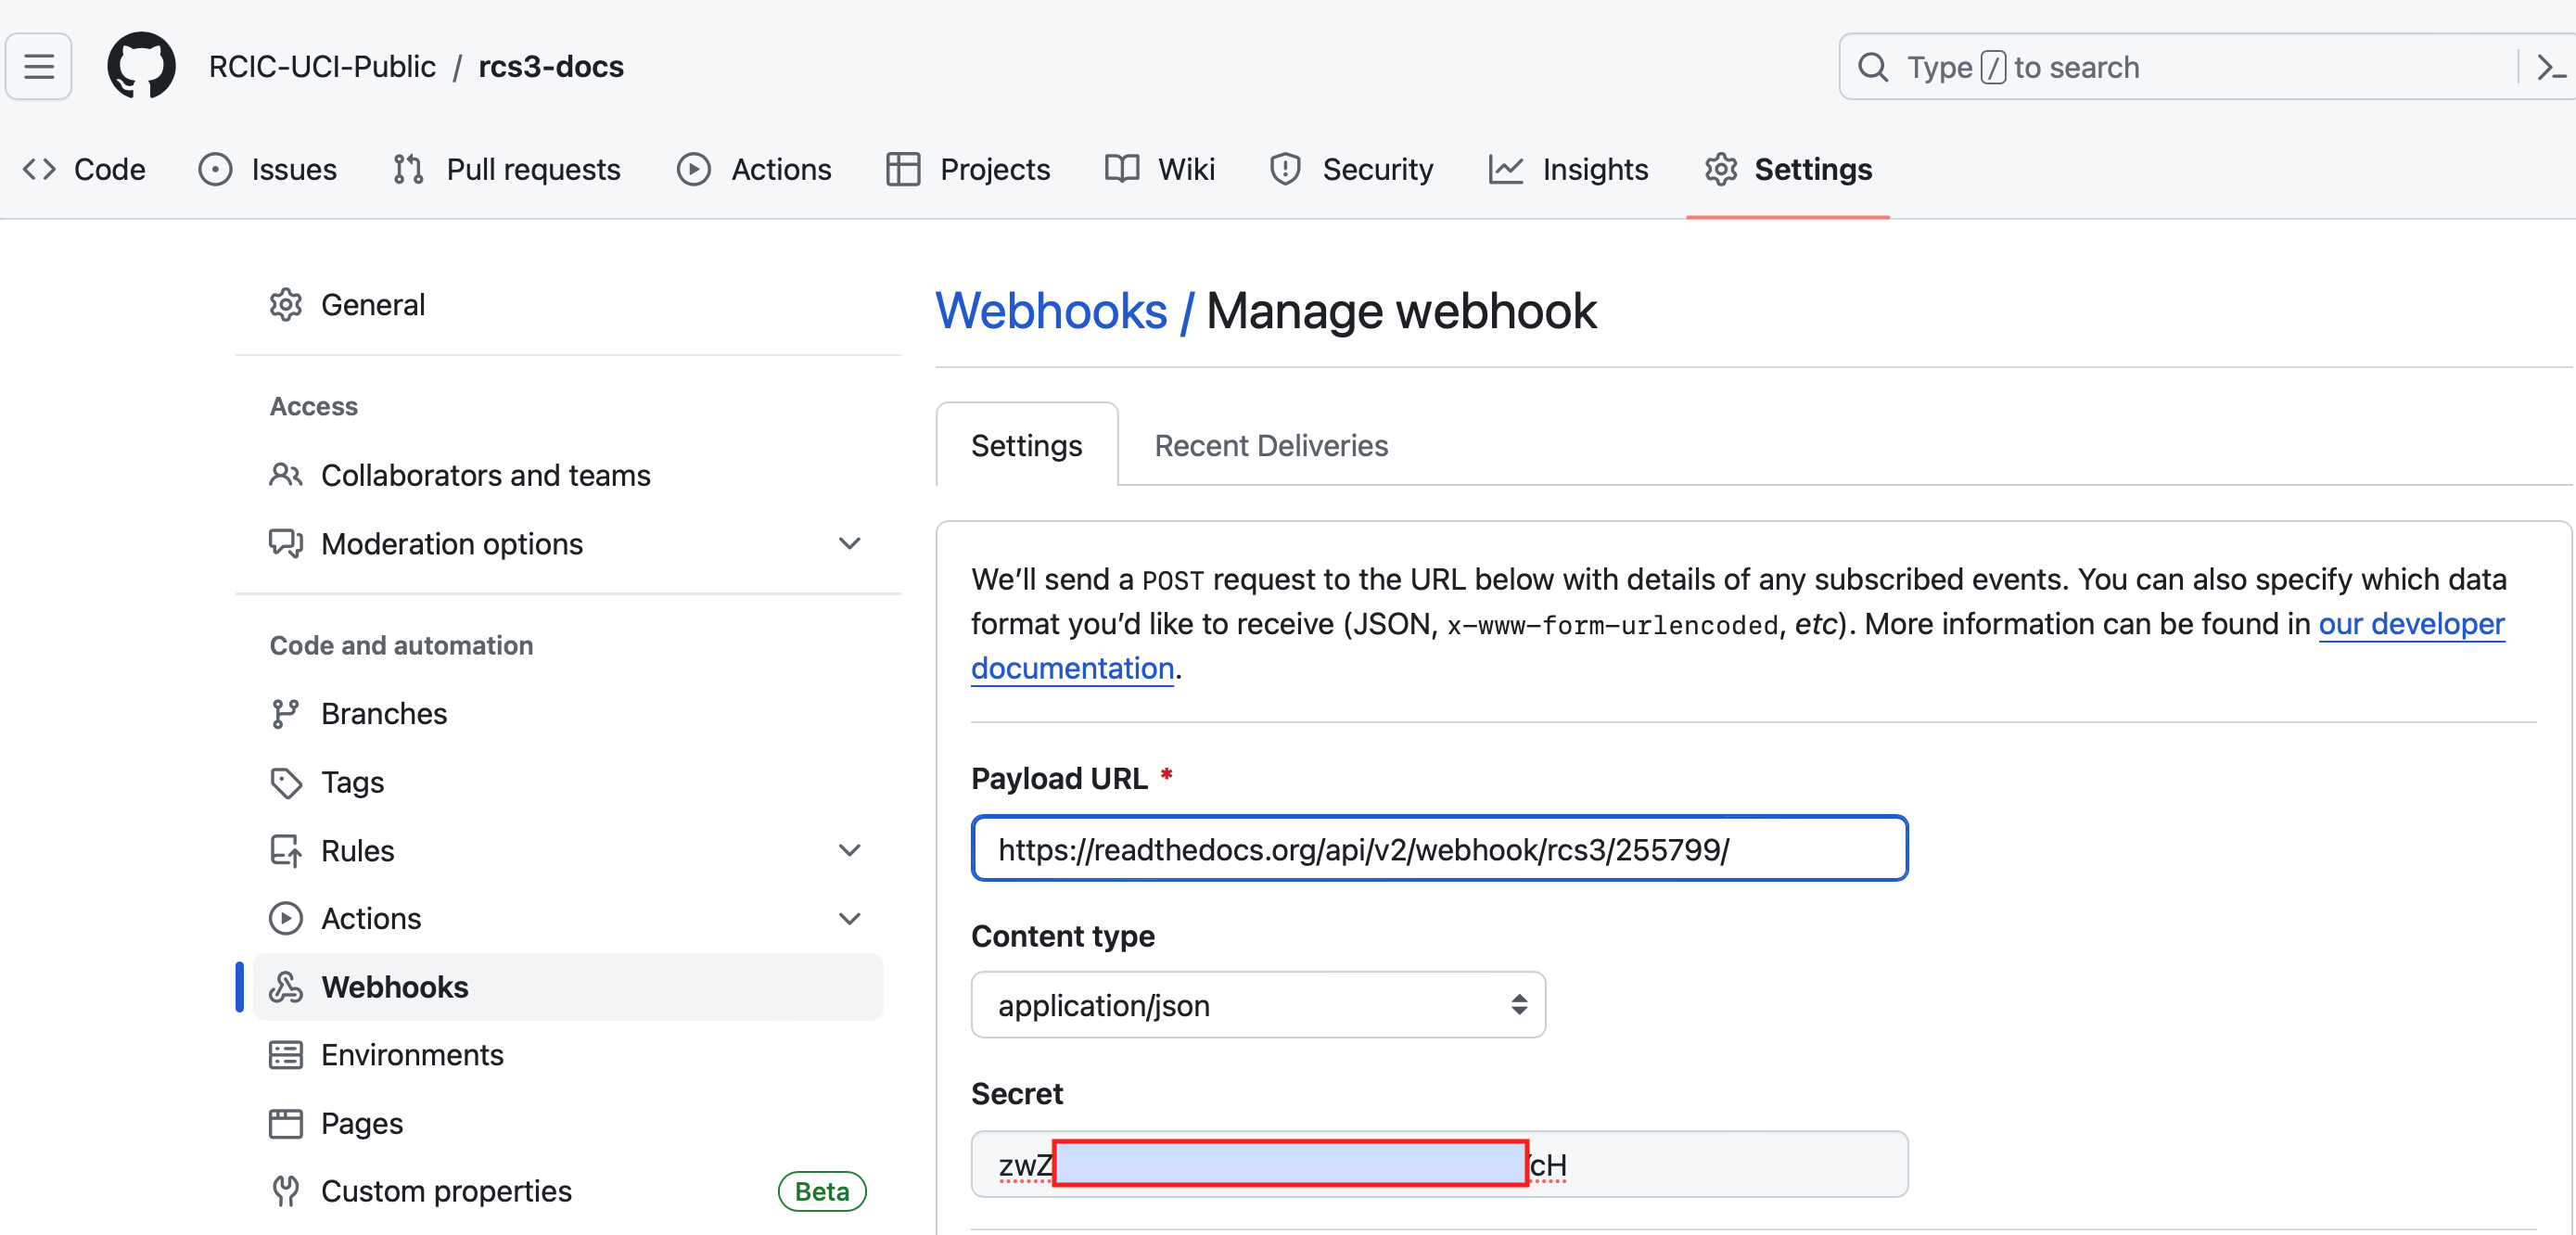 RCIC-UCI-Public / rcs3-docs
Type / to search
Code Issues Pull requests Actions Projects Wiki Security Insights Settings
General
Access
Collaborators and teams
Moderation options
Code and automation
Branches
Tags
Rules
Actions
Webhooks
Environments
Pages
Custom properties Beta
Webhooks / Manage webhook
Settings Recent Deliveries
We’ll send a POST request to the URL below with details of any subscribed events. You can also specify which data
format you’d like to receive (JSON, x-www-form-urlencoded, etc). More information can be found in our developer
documentation.
Payload URL *
https://readthedocs.org/api/v2/webhook/rcs3/255799/
Content type
application/json
Secret
zwZ cH